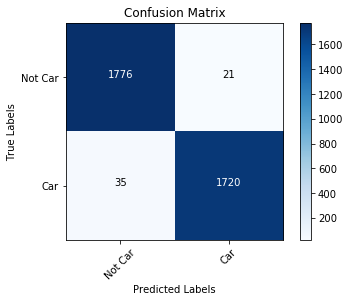 Confusion Matrix
True Labels
Not Car
1776
21
Car
35
1720
Not Car
Car
Predicted Labels
1600
1400
1200
1000
800
600
400
200